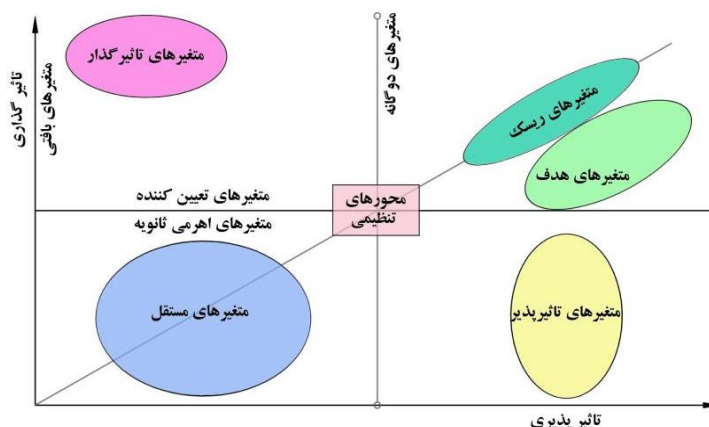 متغیرهای تاثیرگذار
متغیرهای دوگانه
متغیرهای ریسک
تاثیر گذاری
متغیرهای بافتی
متغیرهای هدف
متغیرهای تعیین کننده
محورهای
تنظیمی
متغیرهای اهرمی ثانویه
متغیرهای مستقل
متغیرهای تاثیرپذیر
تاثیر پذیری